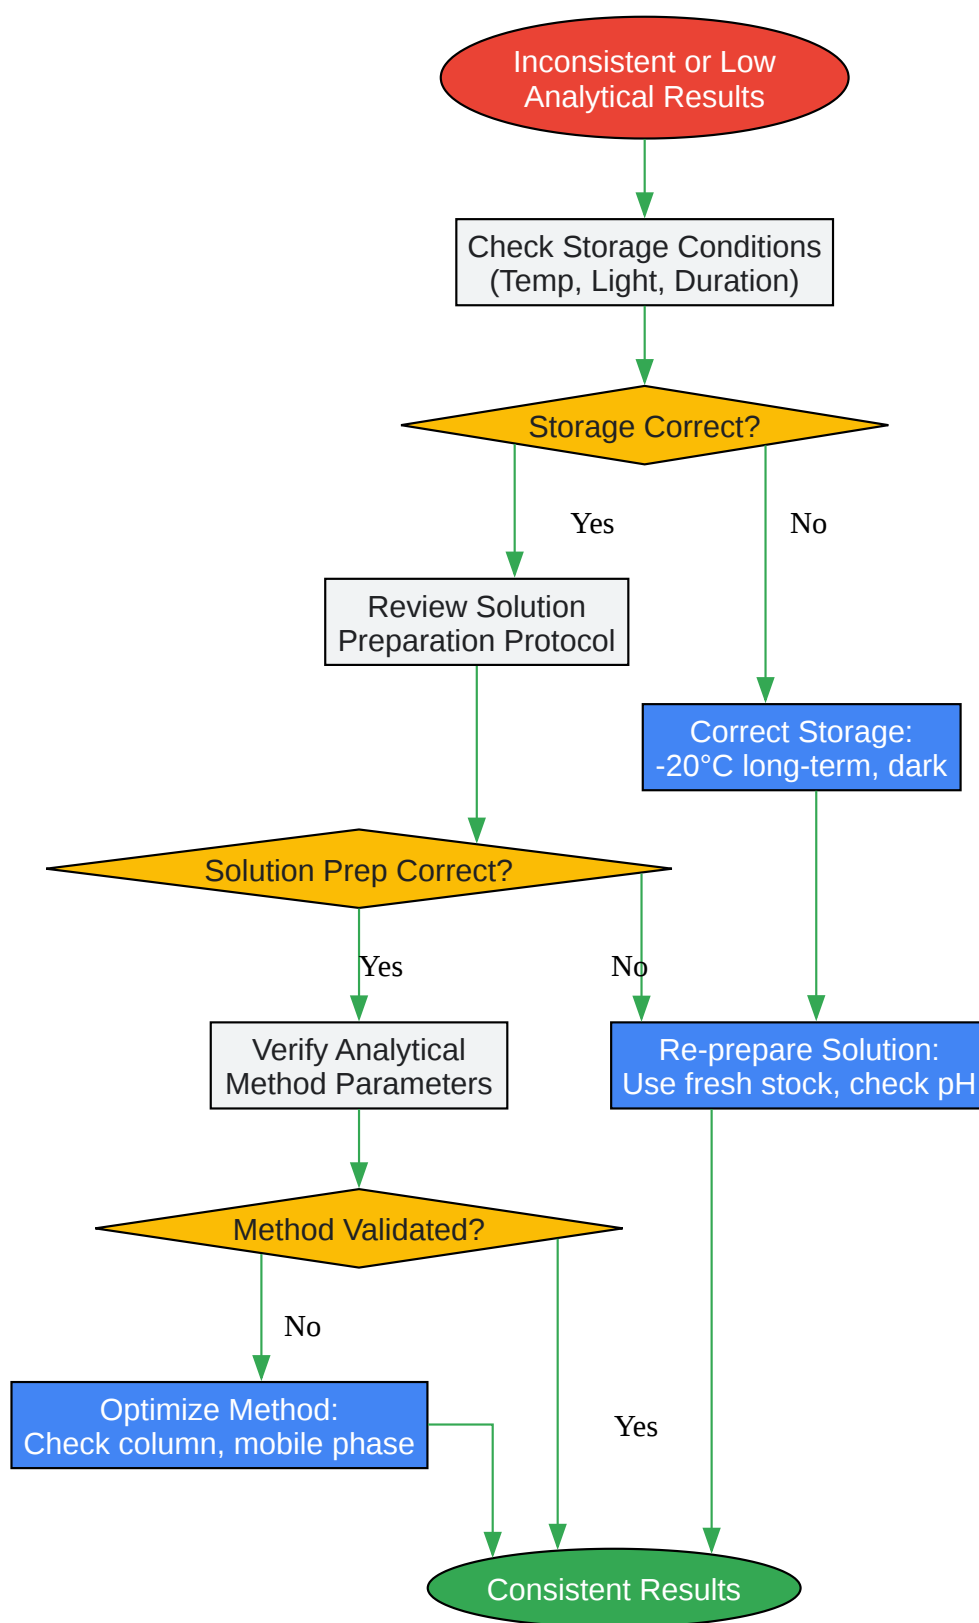 Inconsistent or Low
Analytical Results
Check Storage Conditions
(Temp, Light, Duration)
Storage Correct?
Yes
No
Review Solution
Preparation Protocol
Correct Storage:
-20°C long-term, dark
Solution Prep Correct?
Yes
No
Verify Analytical
Method Parameters
Re-prepare Solution:
Use fresh stock, check pH
Method Validated?
No
Optimize Method:
Check column, mobile phase
Yes
Consistent Results